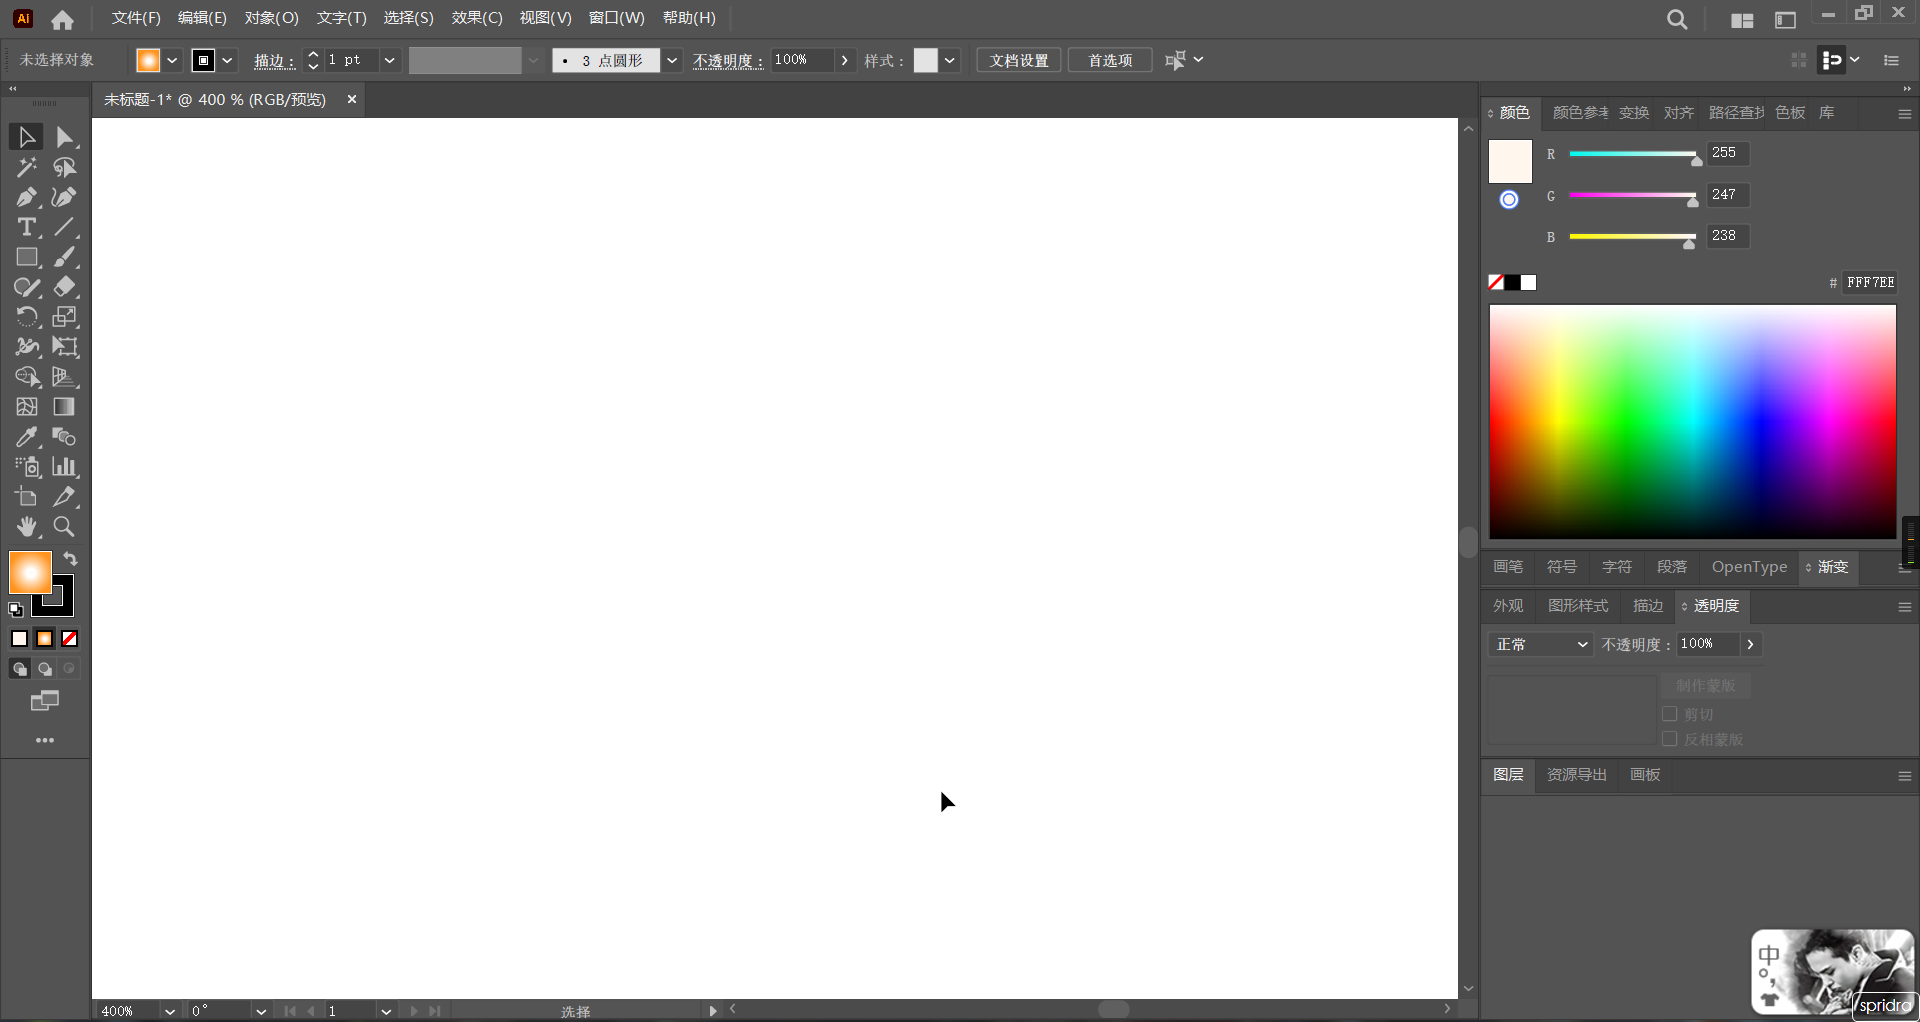 Ai 文件(F) 编辑(E) 对象(O) 文字(T) 选择(S) 效果(C) 视图(V) 窗口(W) 帮助(H)
未选择对象 描边： 1 pt 3 点圆形 不透明度： 100% 样式： 文档设置 首选项
未标题-1* @ 400 % (RGB/预览) ×
颜色 颜色参考 变换 对齐 路径查找 色板 库
R 255
G 247
B 238
# FFF7EE
画笔 符号 字符 段落 OpenType 渐变
外观 图形样式 描边 透明度
正常 不透明度： 100%
制作蒙版
剪切
反相蒙版
图层 资源导出 画板
中
spridra
400% 0° 1 选择